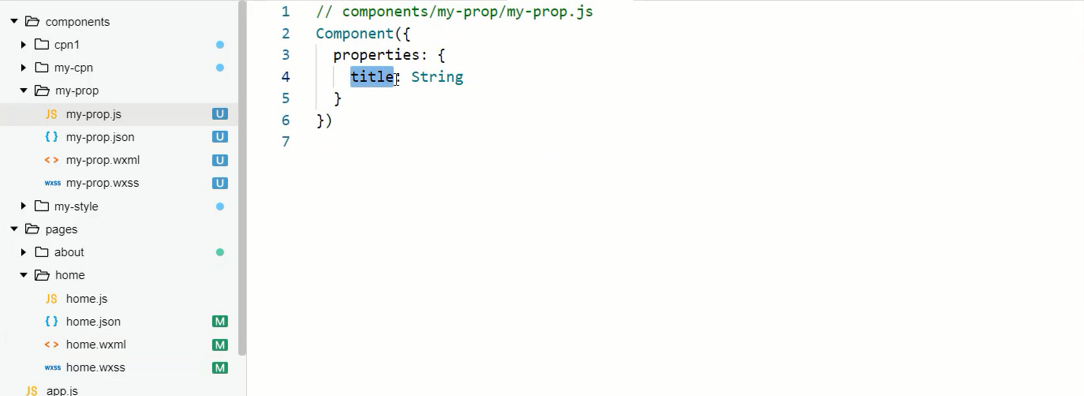 components
cpn1
my-cpn
my-prop
JS my-prop.js U
{ } my-prop.json U
<> my-prop.wxml U
wxss my-prop.wxss U
my-style
pages
about
home
JS home.js
{ } home.json M
<> home.wxml M
wxss home.wxss M
JS app.js
1 // components/my-prop/my-prop.js
2 Component({
3 properties: {
4 title: String
5 }
6 })
7